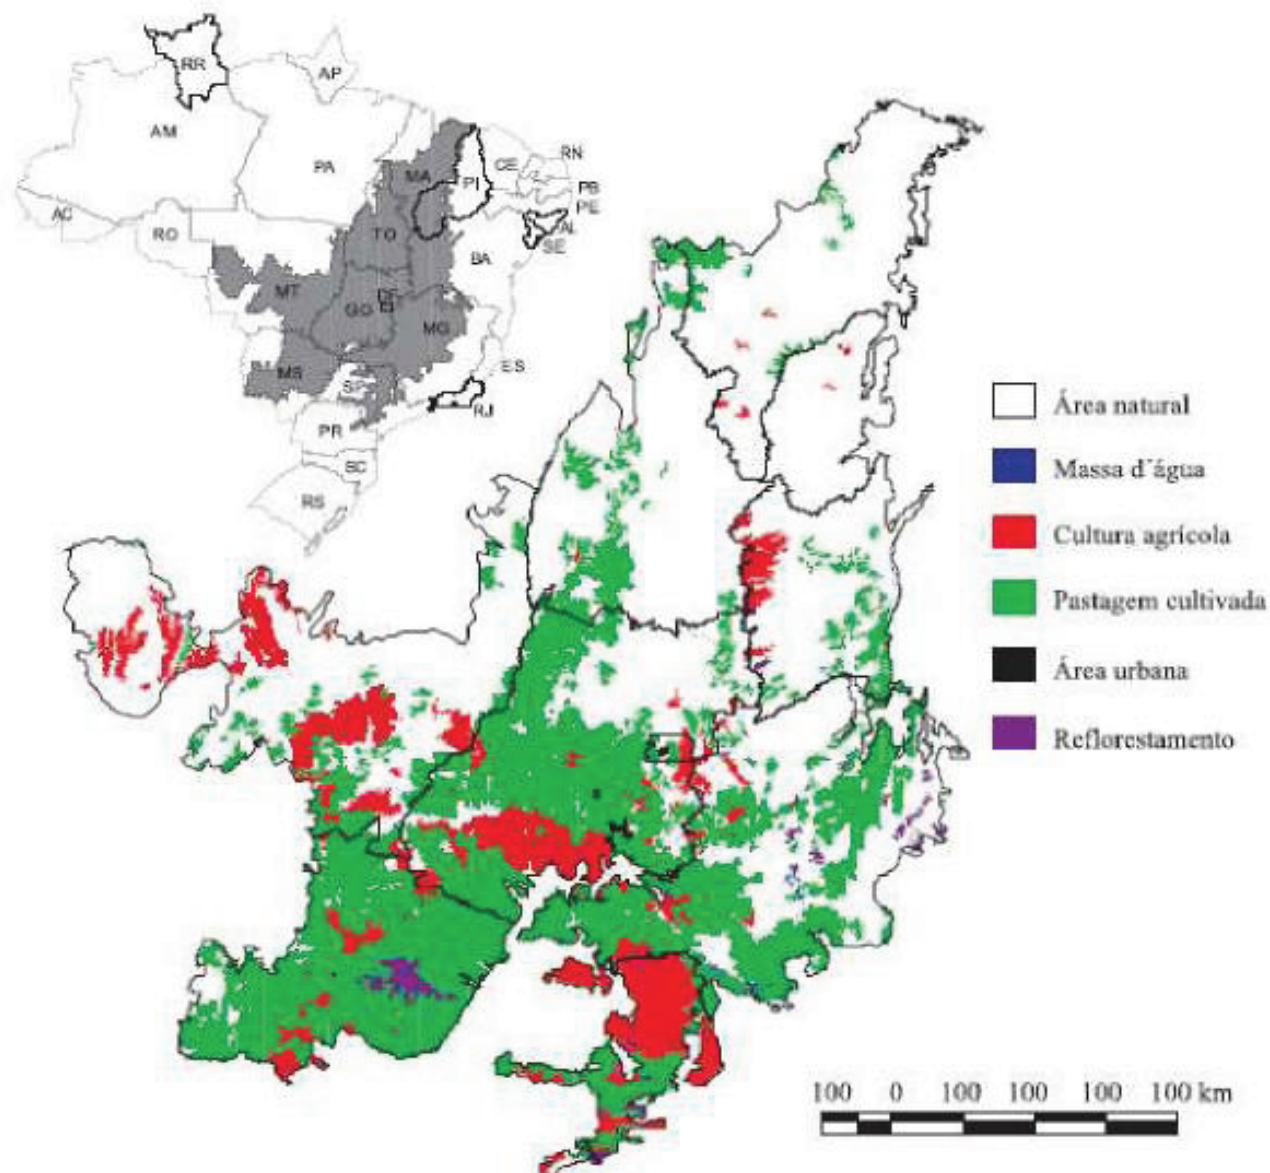 RR
AP
AM
PA
MA
CE
RN
PI
PB
PE
AC
AL
RO
TO
SE
BA
MT
DF
GO
MG
MS
ES
SP
RJ
PR
SC
RS
Área natural
Massa d´água
Cultura agrícola
Pastagem cultivada
Área urbana
Reflorestamento
100 0 100 100 100 100 km